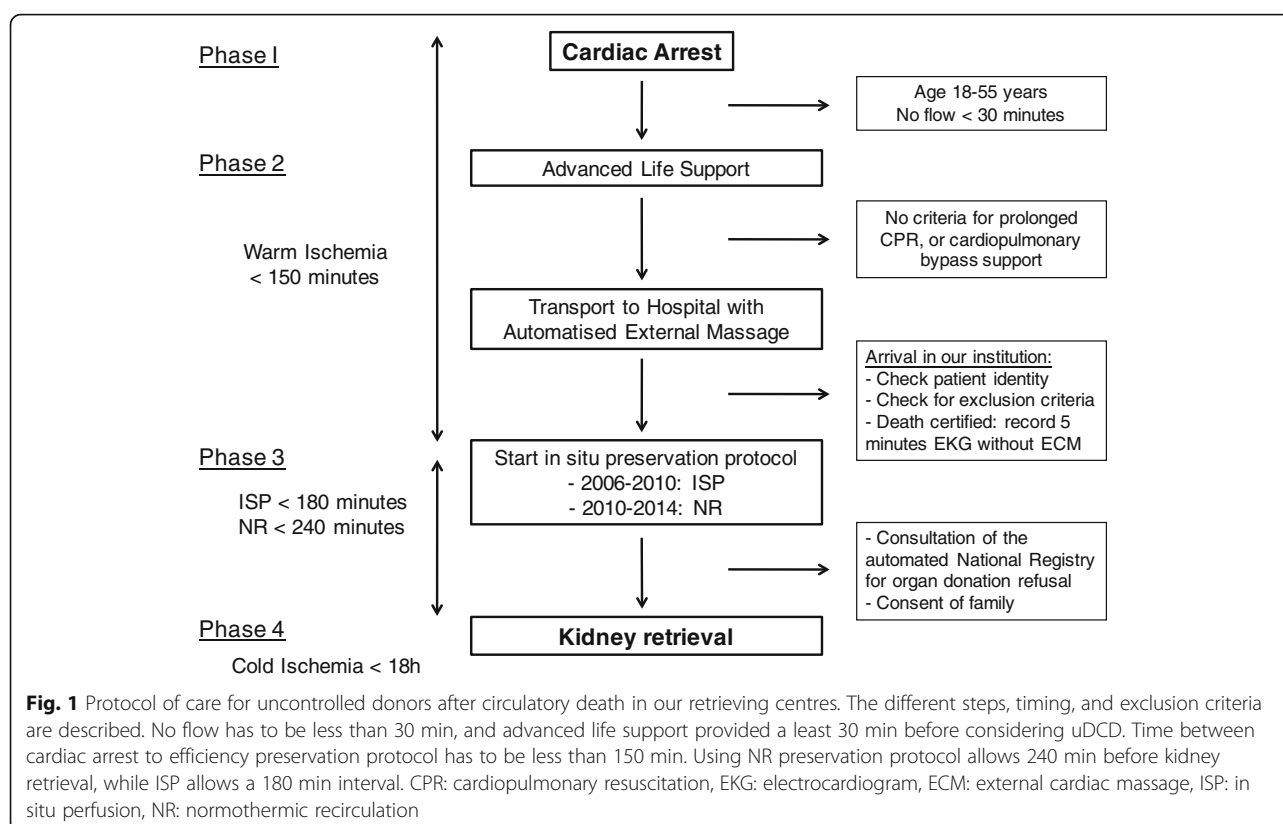 Phase I
Cardiac Arrest
Age 18-55 years
No flow < 30 minutes
Phase 2
Advanced Life Support
Warm Ischemia
< 150 minutes
No criteria for prolonged
CPR, or cardiopulmonary
bypass support
Transport to Hospital with
Automatised External Massage
Arrival in our institution:
- Check patient identity
- Check for exclusion criteria
- Death certified: record 5
minutes EKG without ECM
Phase 3
ISP < 180 minutes
NR < 240 minutes
Start in situ preservation protocol
- 2006-2010: ISP
- 2010-2014: NR
- Consultation of the
automated National Registry
for organ donation refusal
- Consent of family
Phase 4
Kidney retrieval
Cold Ischemia < 18h
Fig. 1 Protocol of care for uncontrolled donors after circulatory death in our retrieving centres. The different steps, timing, and exclusion criteria
are described. No flow has to be less than 30 min, and advanced life support provided a least 30 min before considering uDCD. Time between
cardiac arrest to efficiency preservation protocol has to be less than 150 min. Using NR preservation protocol allows 240 min before kidney
retrieval, while ISP allows a 180 min interval. CPR: cardiopulmonary resuscitation, EKG: electrocardiogram, ECM: external cardiac massage, ISP: in
situ perfusion, NR: normothermic recirculation